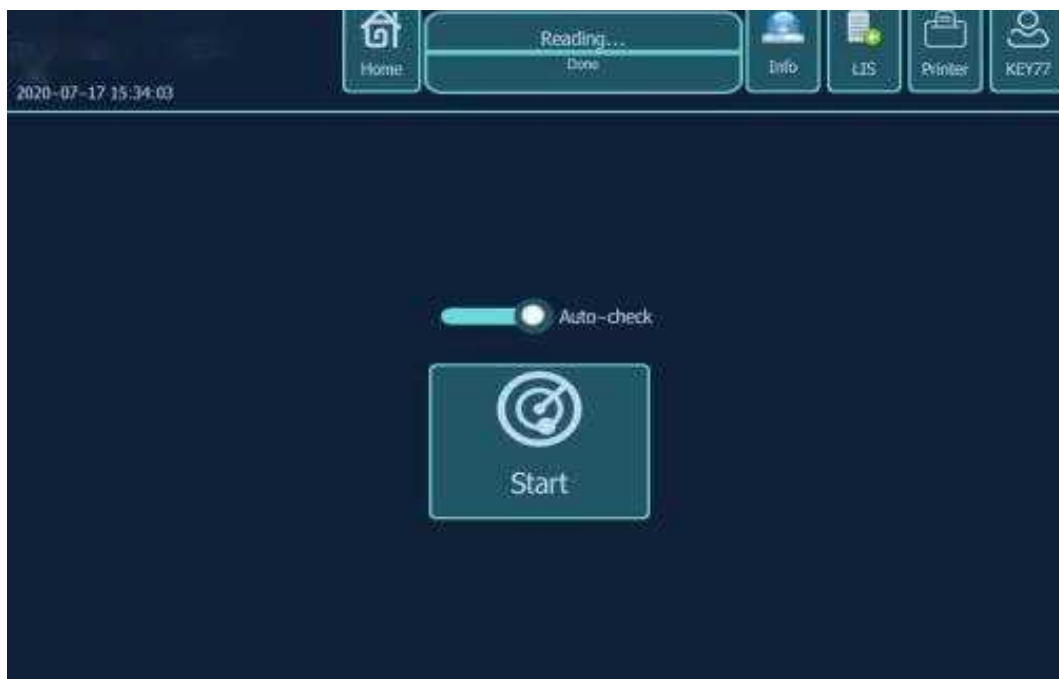 Reading...
Done
Home
Info
LIS
Printer
KEY77
2020-07-17 15:34:03
Auto-check
Start